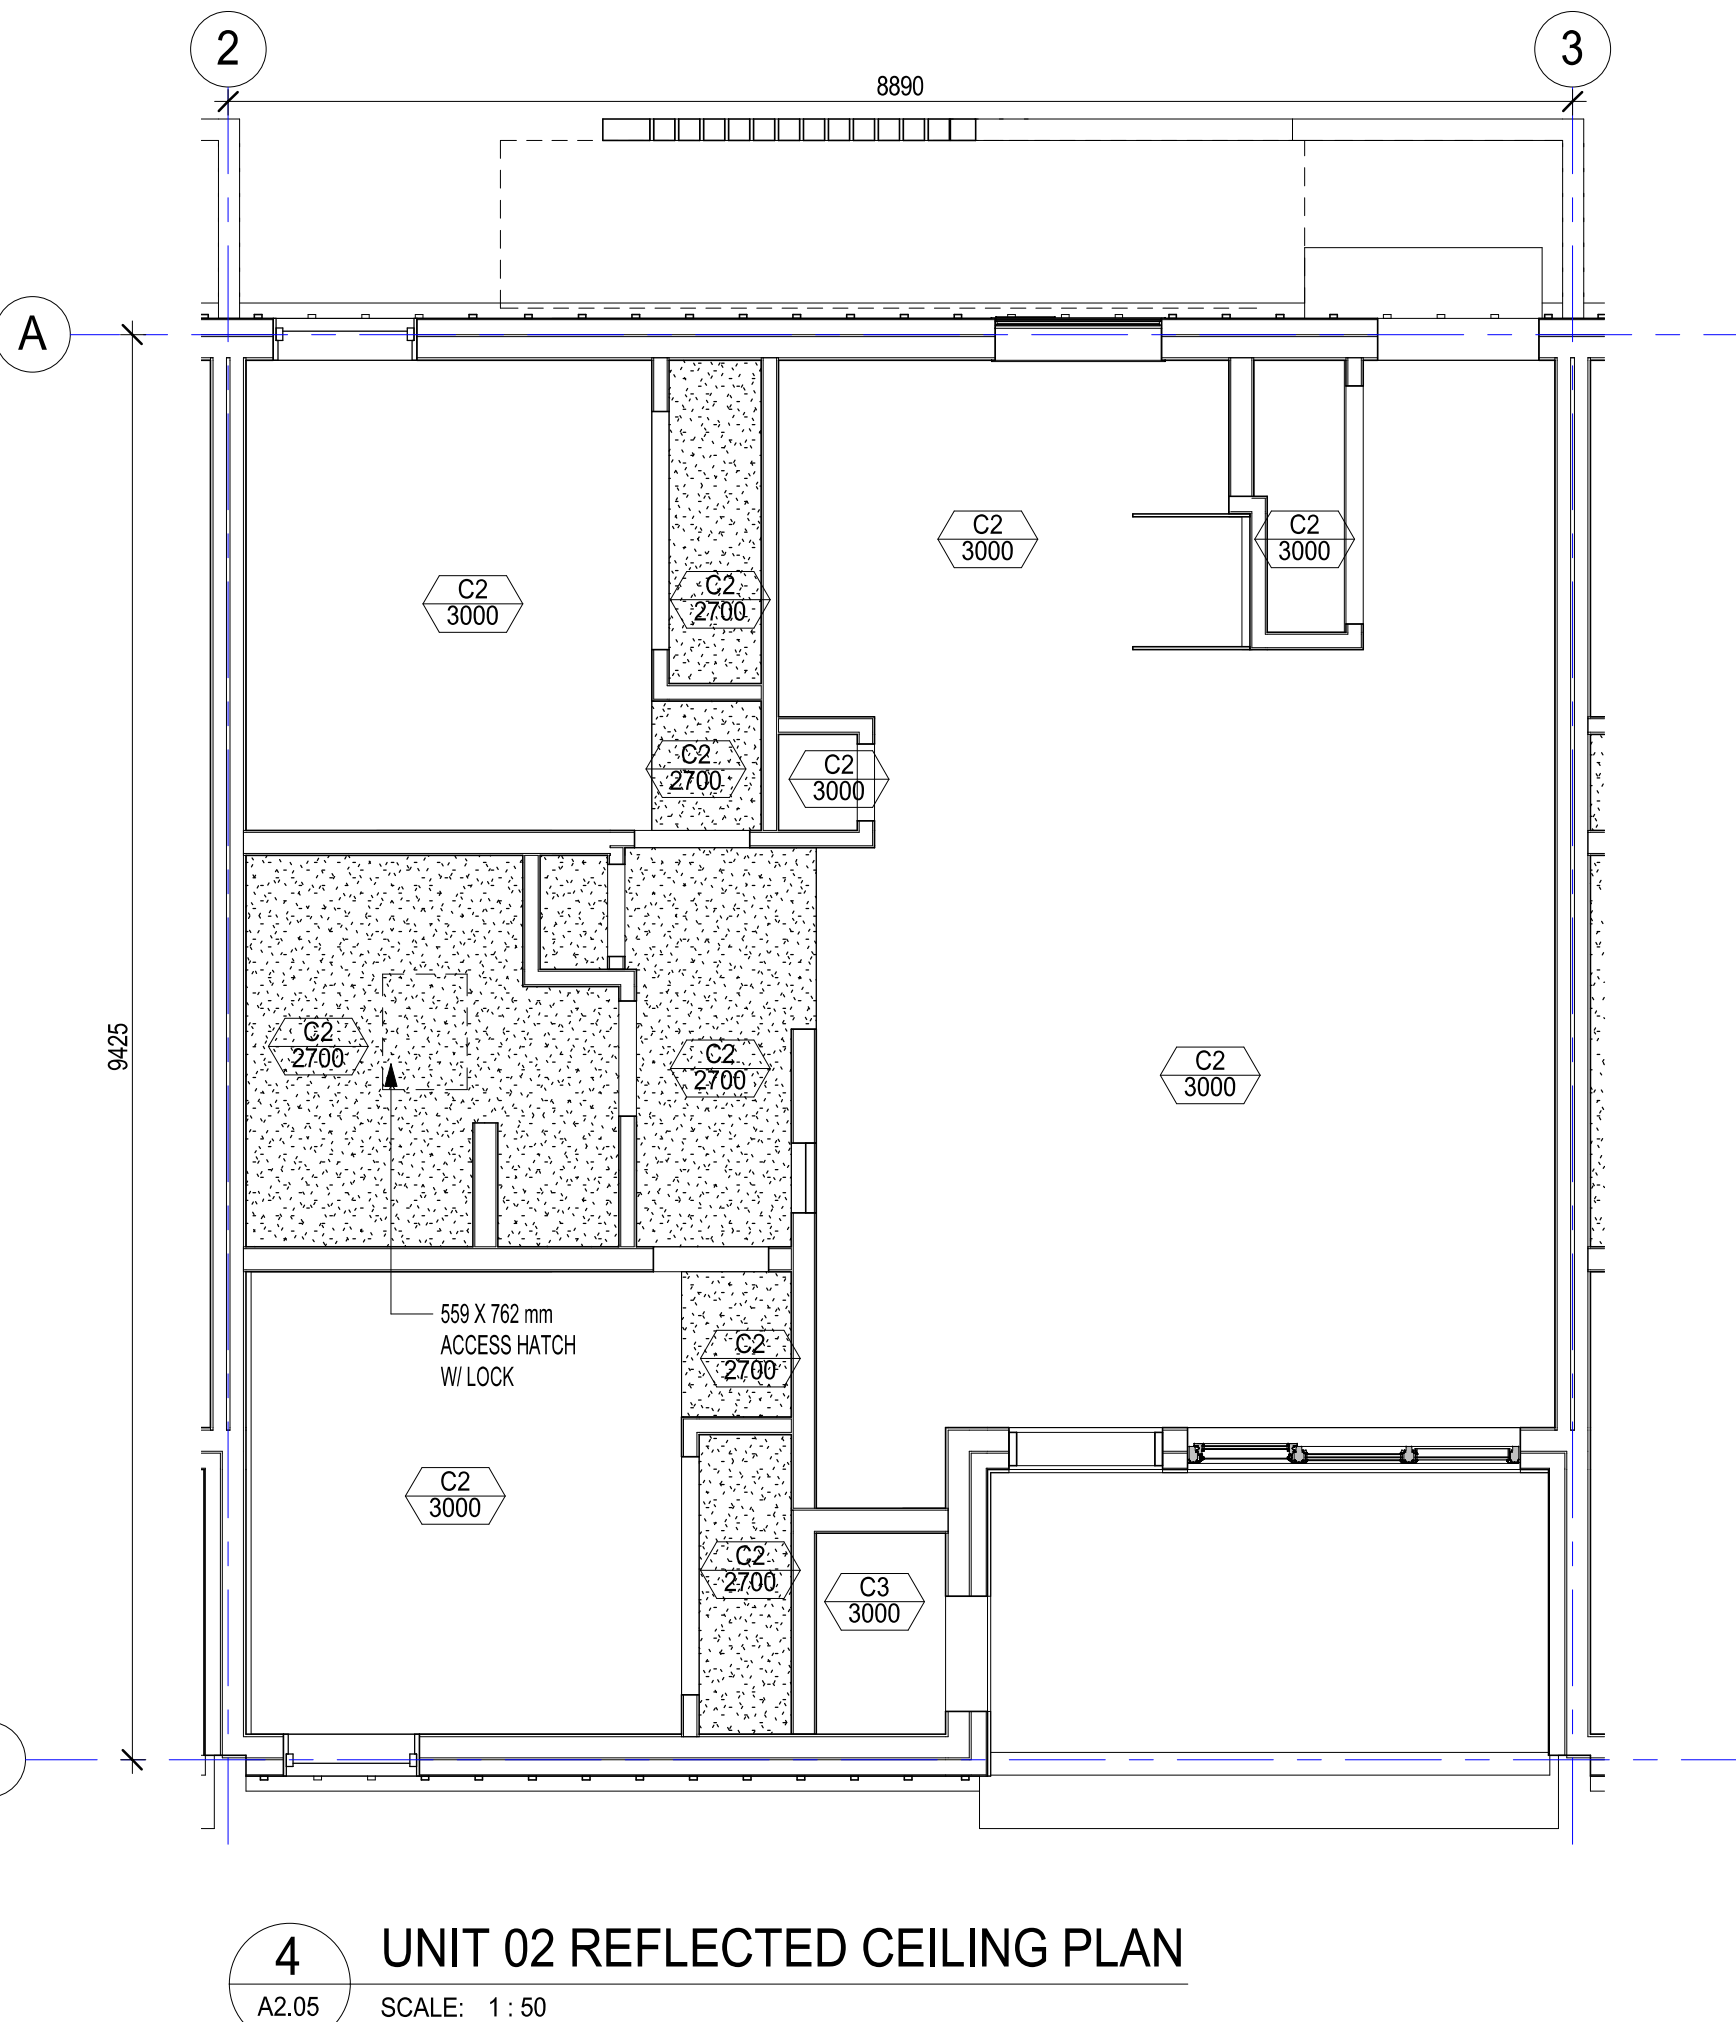 2
3
8890
A
C2
3000
C2
3000
C2
3000
C2
2700
C2
2700
C2
3000
9425
C2
2700
C2
2700
C2
3000
559 X 762 mm
ACCESS HATCH
W/ LOCK
C2
2700
C2
3000
C2
2700
C3
3000
4
A2.05
UNIT 02 REFLECTED CEILING PLAN
SCALE: 1 : 50